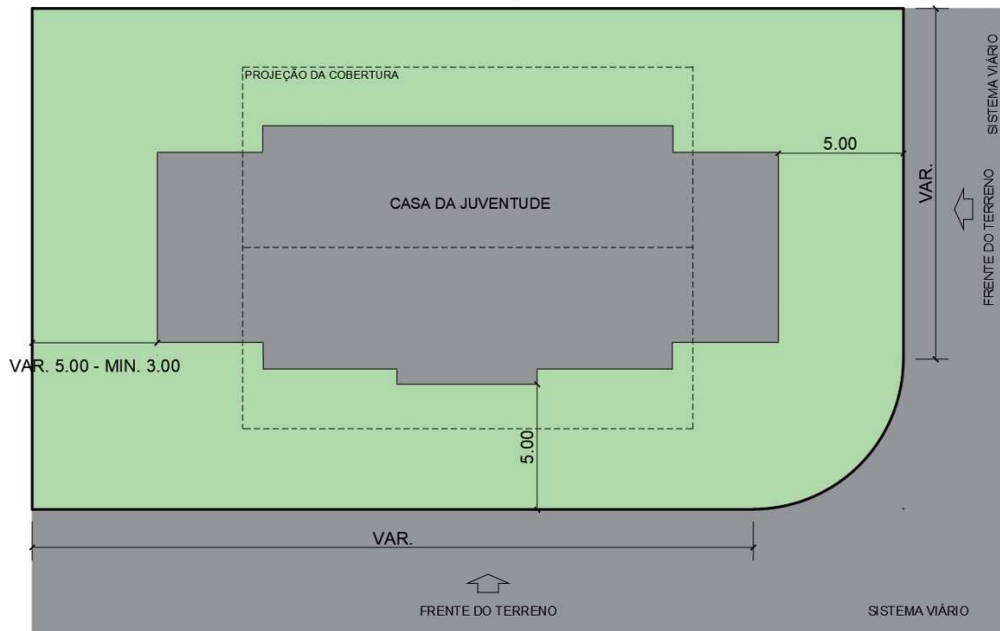 PROJEÇÃO DA COBERTURA
SISTEMA VIÁRIO
5.00
CASA DA JUVENTUDE
VAR.
FRENTE DO TERRENO
VAR. 5.00 - MIN. 3.00
5.00
VAR.
FRENTE DO TERRENO
SISTEMA VIÁRIO